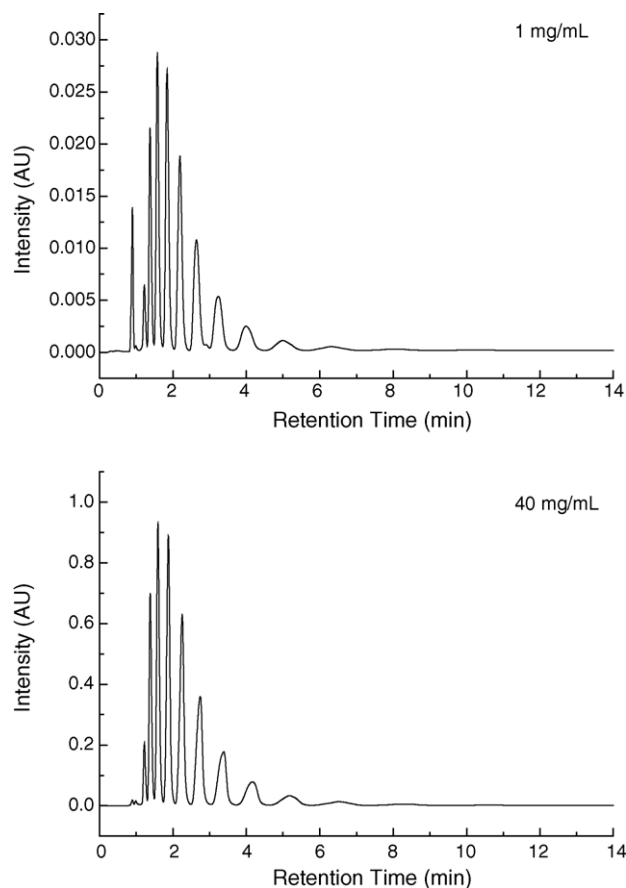 1 mg/mL
0.030
0.025
0.020
0.015
0.010
0.005
0.000
Intensity (AU)
0 2 4 6 8 10 12 14
Retention Time (min)
40 mg/mL
1.0
0.8
0.6
0.4
0.2
0.0
Intensity (AU)
0 2 4 6 8 10 12 14
Retention Time (min)